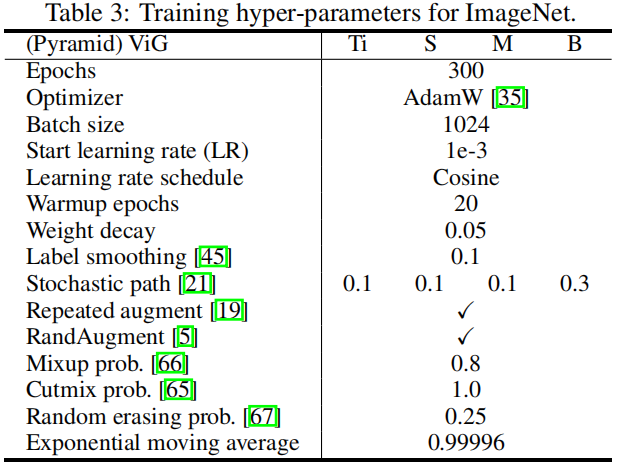 Table 3: Training hyper-parameters for ImageNet.
(Pyramid) ViG Ti S M B
Epochs 300
Optimizer AdamW [35]
Batch size 1024
Start learning rate (LR) 1e-3
Learning rate schedule Cosine
Warmup epochs 20
Weight decay 0.05
Label smoothing [45] 0.1
Stochastic path [21] 0.1 0.1 0.1 0.3
Repeated augment [19] ✓
RandAugment [5] ✓
Mixup prob. [66] 0.8
Cutmix prob. [65] 1.0
Random erasing prob. [67] 0.25
Exponential moving average 0.99996